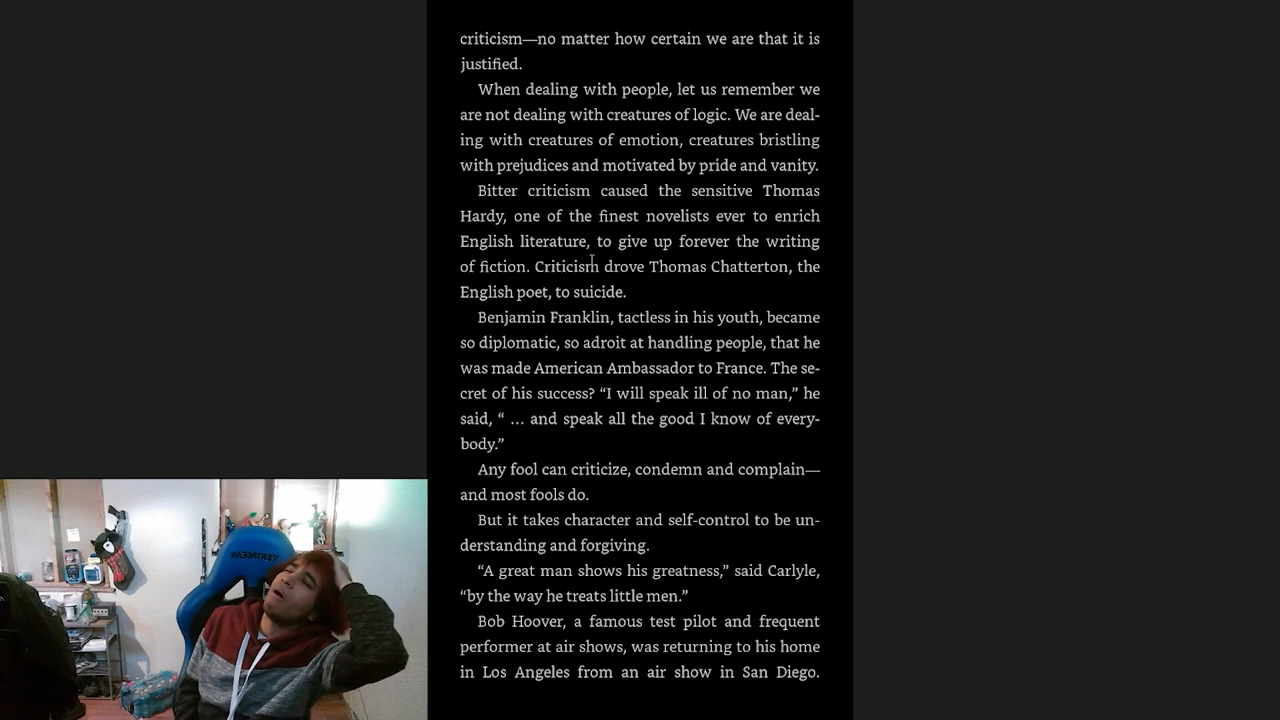 criticism—no matter how certain we are that it is
justified.
When dealing with people, let us remember we
are not dealing with creatures of logic. We are deal-
ing with creatures of emotion, creatures bristling
with prejudices and motivated by pride and vanity.
Bitter criticism caused the sensitive Thomas
Hardy, one of the finest novelists ever to enrich
English literature, to give up forever the writing
of fiction. Criticism drove Thomas Chatterton, the
English poet, to suicide.
Benjamin Franklin, tactless in his youth, became
so diplomatic, so adroit at handling people, that he
was made American Ambassador to France. The se-
cret of his success? “I will speak ill of no man,” he
said, “ … and speak all the good I know of every-
body.”
Any fool can criticize, condemn and complain—
and most fools do.
But it takes character and self-control to be un-
derstanding and forgiving.
“A great man shows his greatness,” said Carlyle,
“by the way he treats little men.”
Bob Hoover, a famous test pilot and frequent
performer at air shows, was returning to his home
in Los Angeles from an air show in San Diego.
VERTAGEAR